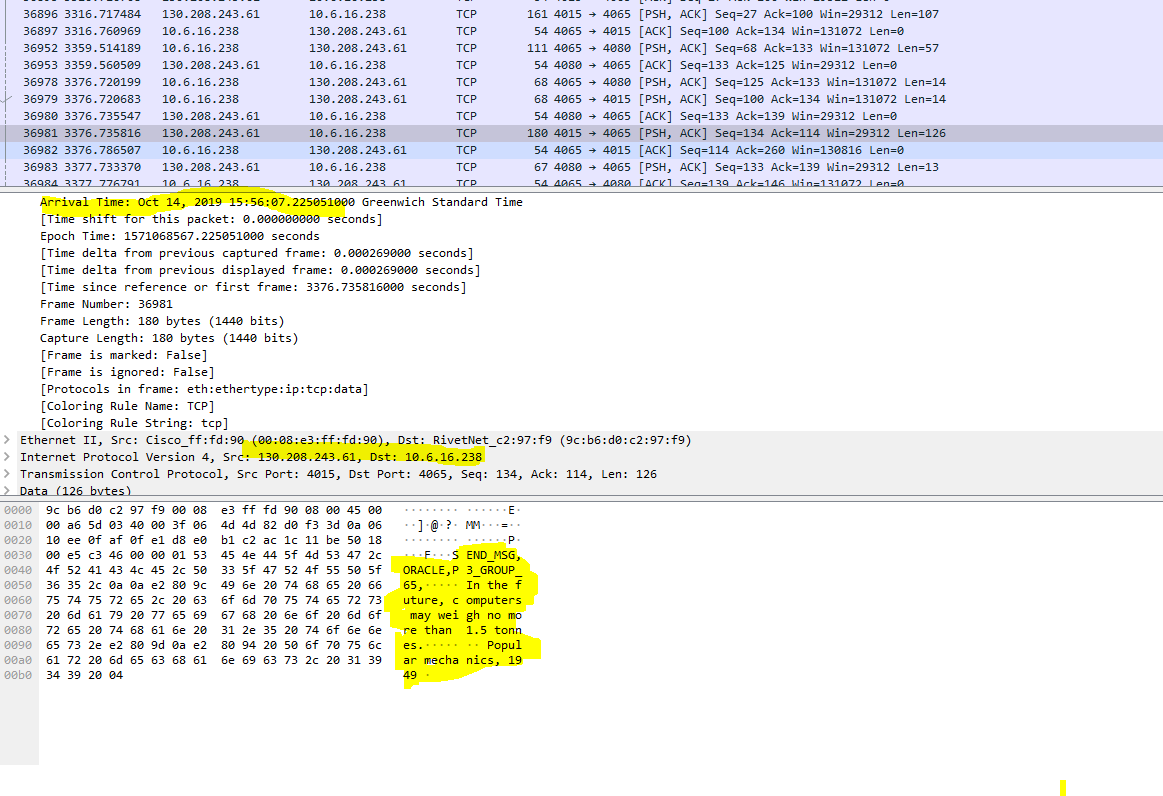 36896 3316.717484 130.208.243.61 10.6.16.238 TCP 161 4015 → 4065 [PSH, ACK] Seq=27 Ack=100 Win=29312 Len=107
36897 3316.760969 10.6.16.238 130.208.243.61 TCP 54 4065 → 4015 [ACK] Seq=100 Ack=134 Win=131072 Len=0
36952 3359.514189 10.6.16.238 130.208.243.61 TCP 111 4065 → 4080 [PSH, ACK] Seq=68 Ack=133 Win=131072 Len=57
36953 3359.560509 130.208.243.61 10.6.16.238 TCP 54 4080 → 4065 [ACK] Seq=133 Ack=125 Win=29312 Len=0
36978 3376.720199 10.6.16.238 130.208.243.61 TCP 68 4065 → 4080 [PSH, ACK] Seq=125 Ack=133 Win=131072 Len=14
36979 3376.720683 10.6.16.238 130.208.243.61 TCP 68 4065 → 4015 [PSH, ACK] Seq=100 Ack=134 Win=131072 Len=14
36980 3376.735547 130.208.243.61 10.6.16.238 TCP 54 4080 → 4065 [ACK] Seq=133 Ack=139 Win=29312 Len=0
36981 3376.735816 130.208.243.61 10.6.16.238 TCP 180 4015 → 4065 [PSH, ACK] Seq=134 Ack=114 Win=29312 Len=126
36982 3376.786507 10.6.16.238 130.208.243.61 TCP 54 4065 → 4015 [ACK] Seq=114 Ack=260 Win=130816 Len=0
36983 3377.733370 130.208.243.61 10.6.16.238 TCP 67 4080 → 4065 [PSH, ACK] Seq=133 Ack=139 Win=29312 Len=13
36984 3377.776791 10.6.16.238 130.208.243.61 TCP 54 4065 → 4080 [ACK] Seq=139 Ack=146 Win=131072 Len=0
Arrival Time: Oct 14, 2019 15:56:07.225051000 Greenwich Standard Time
[Time shift for this packet: 0.000000000 seconds]
Epoch Time: 1571068567.225051000 seconds
[Time delta from previous captured frame: 0.000269000 seconds]
[Time delta from previous displayed frame: 0.000269000 seconds]
[Time since reference or first frame: 3376.735816000 seconds]
Frame Number: 36981
Frame Length: 180 bytes (1440 bits)
Capture Length: 180 bytes (1440 bits)
[Frame is marked: False]
[Frame is ignored: False]
[Protocols in frame: eth:ethertype:ip:tcp:data]
[Coloring Rule Name: TCP]
[Coloring Rule String: tcp]
Ethernet II, Src: Cisco_ff:fd:90 (00:08:e3:ff:fd:90), Dst: RivetNet_c2:97:f9 (9c:b6:d0:c2:97:f9)
Internet Protocol Version 4, Src: 130.208.243.61, Dst: 10.6.16.238
Transmission Control Protocol, Src Port: 4015, Dst Port: 4065, Seq: 134, Ack: 114, Len: 126
Data (126 bytes)
0000 9c b6 d0 c2 97 f9 00 08 e3 ff fd 90 08 00 45 00 ········ ······E·
0010 00 a6 5d 03 40 00 3f 06 4d 4d 82 d0 f3 3d 0a 06 ··]·@·?· MM···=··
0020 10 ee 0f af 0f e1 d8 e0 b1 c2 ac 1c 11 be 50 18 ········ ······P·
0030 00 e5 c3 46 00 00 01 53 45 4e 44 5f 4d 53 47 2c ···F···S END_MSG,
0040 4f 52 41 43 4c 45 2c 50 33 5f 47 52 4f 55 50 5f ORACLE,P 3_GROUP_
0050 36 35 2c 0a 0a e2 80 9c 49 6e 20 74 68 65 20 66 65,····· In the f
0060 75 74 75 72 65 2c 20 63 6f 6d 70 75 74 65 72 73 uture, c omputers
0070 20 6d 61 79 20 77 65 69 67 68 20 6e 6f 20 6d 6f may wei gh no mo
0080 72 65 20 74 68 61 6e 20 31 2e 35 20 74 6f 6e 6e re than 1.5 tonn
0090 65 73 2e e2 80 9d 0a e2 80 94 20 50 6f 70 75 6c es.····· ·· Popul
00a0 61 72 20 6d 65 63 68 61 6e 69 63 73 2c 20 31 39 ar mecha nics, 19
00b0 34 39 20 04 49 ·